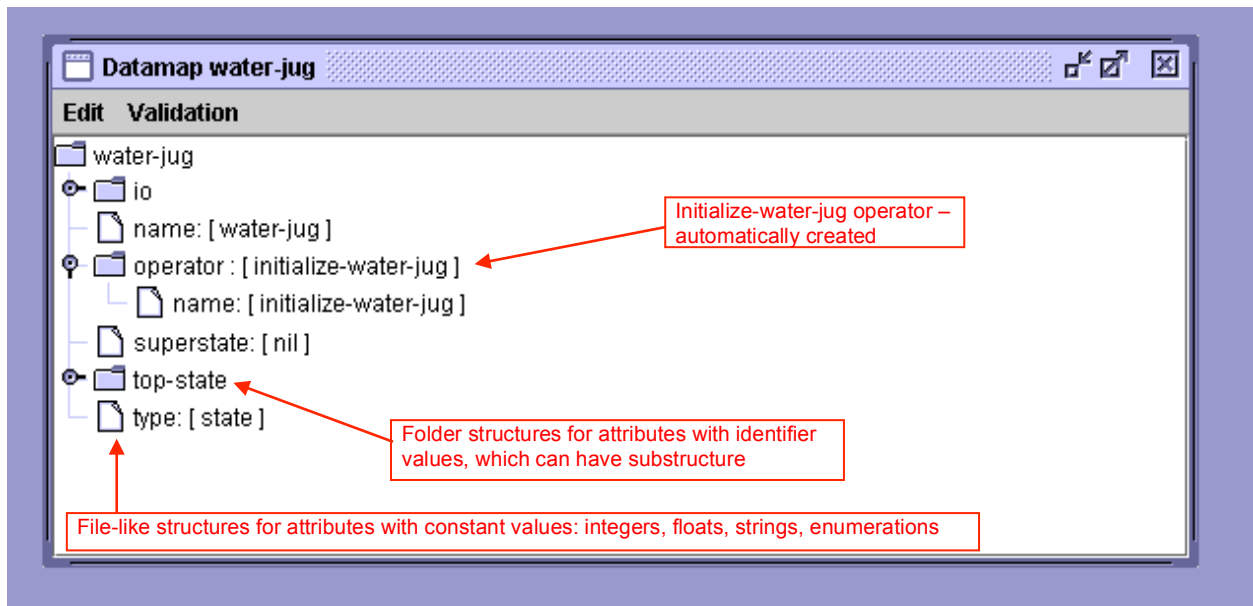 Datamap water-jug
Edit Validation
water-jug
io
name: [ water-jug ]
Initialize-water-jug operator –
automatically created
operator : [ initialize-water-jug ]
name: [ initialize-water-jug ]
superstate: [ nil ]
top-state
type: [ state ]
Folder structures for attributes with identifier
values, which can have substructure
File-like structures for attributes with constant values: integers, floats, strings, enumerations